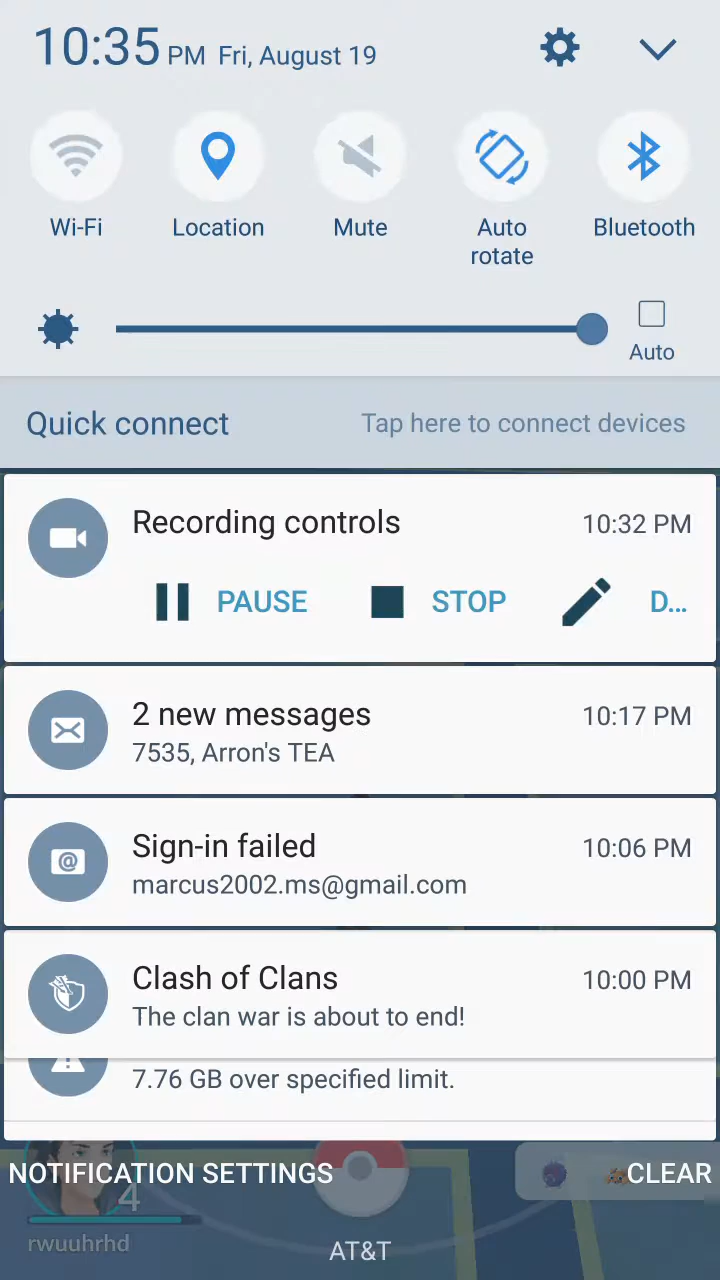 10:35 PM Fri, August 19
Wi-Fi Location Mute Auto rotate Bluetooth
Auto
Quick connect Tap here to connect devices
Recording controls 10:32 PM
PAUSE STOP D...
2 new messages 10:17 PM
7535, Arron's TEA
@
Sign-in failed 10:06 PM
marcus2002.ms@gmail.com
Clash of Clans 10:00 PM
The clan war is about to end!
7.76 GB over specified limit.
NOTIFICATION SETTINGS CLEAR
4
rwuuhrhd
AT&T